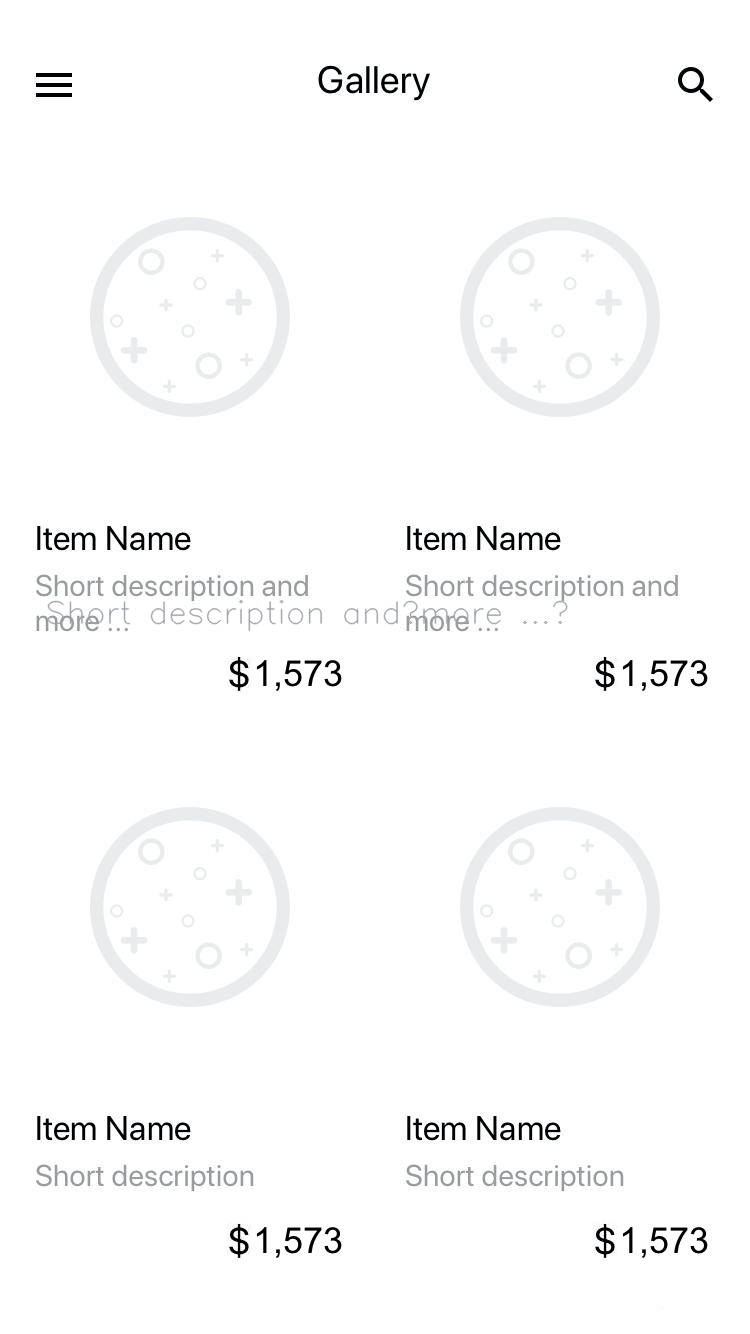 Gallery
Item Name
Item Name
Short description and
more ...
Short description and
more ...
Short description and?more ...?
$1,573
$1,573
Item Name
Item Name
Short description
Short description
$1,573
$1,573